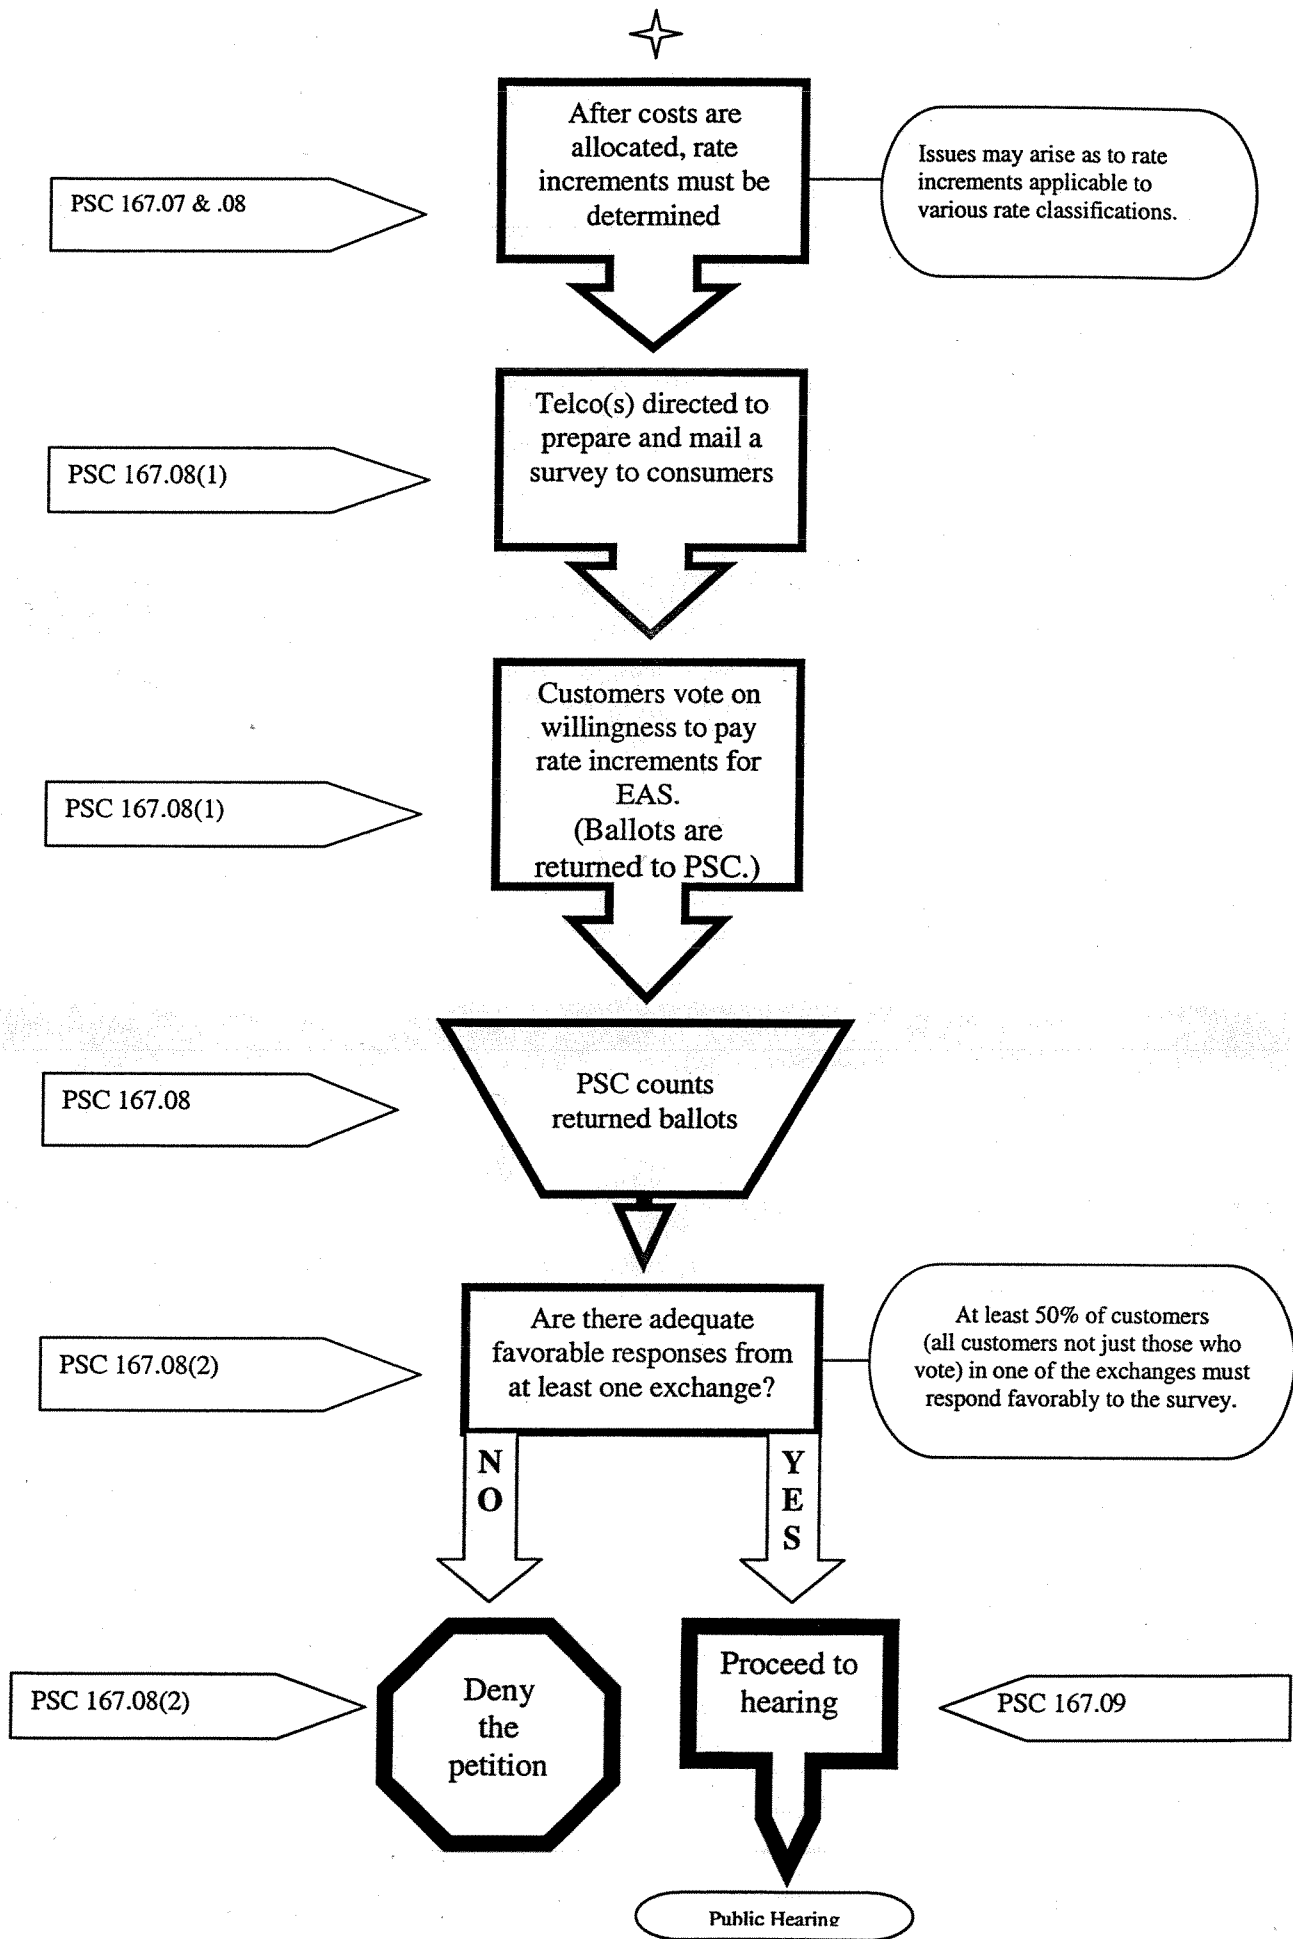 After costs are
allocated, rate
increments must be
determined
Issues may arise as to rate
increments applicable to
various rate classifications.
PSC 167.07 & .08
Telco(s) directed to
prepare and mail a
survey to consumers
PSC 167.08(1)
Customers vote on
willingness to pay
rate increments for
EAS.
(Ballots are
returned to PSC.)
PSC 167.08(1)
PSC counts
returned ballots
PSC 167.08
Are there adequate
favorable responses from
at least one exchange?
At least 50% of customers
(all customers not just those who
vote) in one of the exchanges must
respond favorably to the survey.
PSC 167.08(2)
N
O
Y
E
S
Deny
the
petition
PSC 167.08(2)
Proceed to
hearing
PSC 167.09
Public Hearing